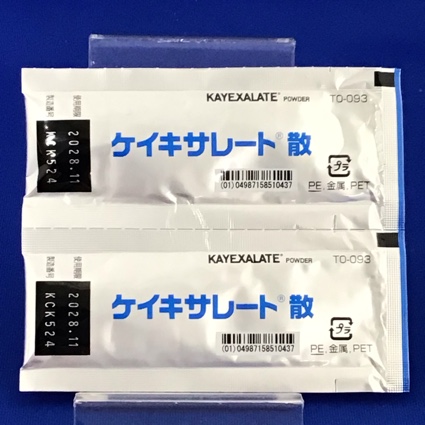 KAYEXALATE® POWDER TO-093
ケイキサレート®散
(01)04987158510437
プラ
PE, 金属, PET
使用期限 2028.11
製造番号 KCK524
KAYEXALATE® POWDER TO-093
ケイキサレート®散
(01)04987158510437
プラ
PE, 金属, PET
使用期限 2028.11
製造番号 KCK524